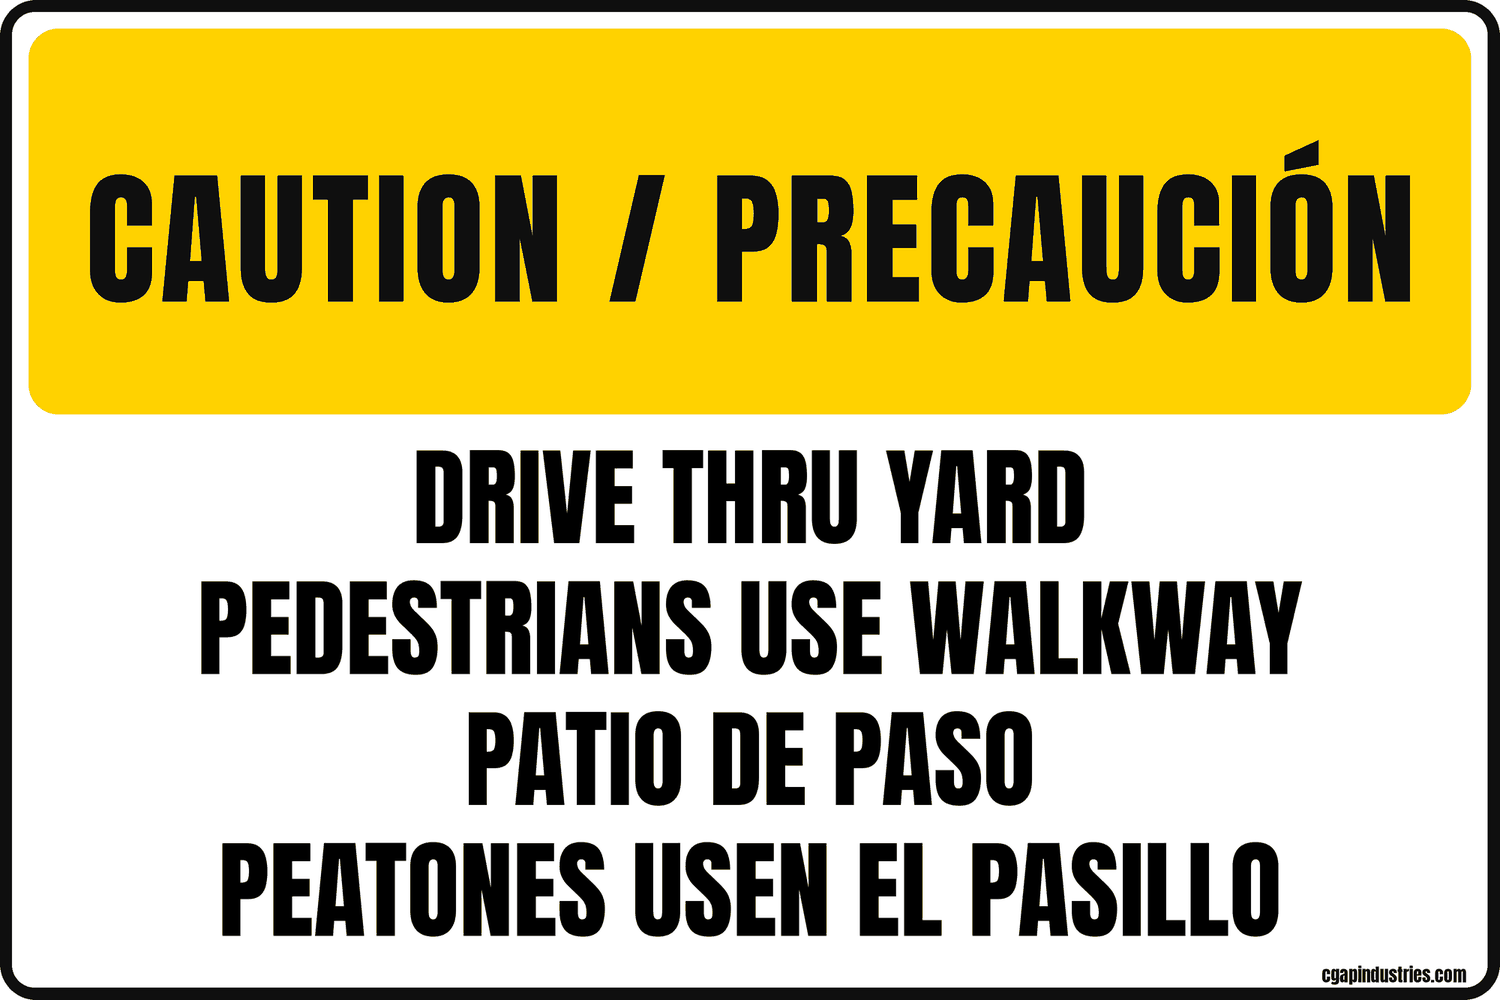 CAUTION / PRECAUCIÓN
DRIVE THRU YARD
PEDESTRIANS USE WALKWAY
PATIO DE PASO
PEATONES USEN EL PASILLO
cgapindustries.com